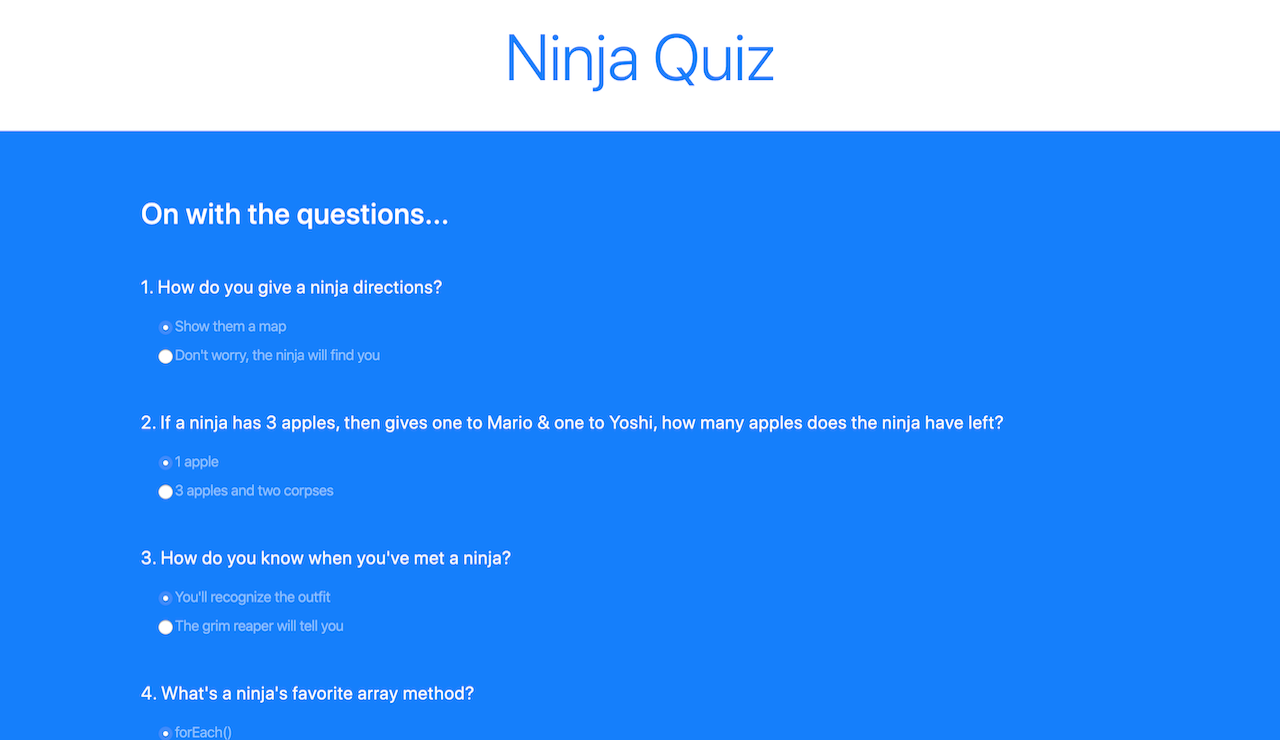 Ninja Quiz
On with the questions...
1. How do you give a ninja directions?
Show them a map
Don't worry, the ninja will find you
2. If a ninja has 3 apples, then gives one to Mario & one to Yoshi, how many apples does the ninja have left?
1 apple
3 apples and two corpses
3. How do you know when you've met a ninja?
You'll recognize the outfit
The grim reaper will tell you
4. What's a ninja's favorite array method?
forEach()